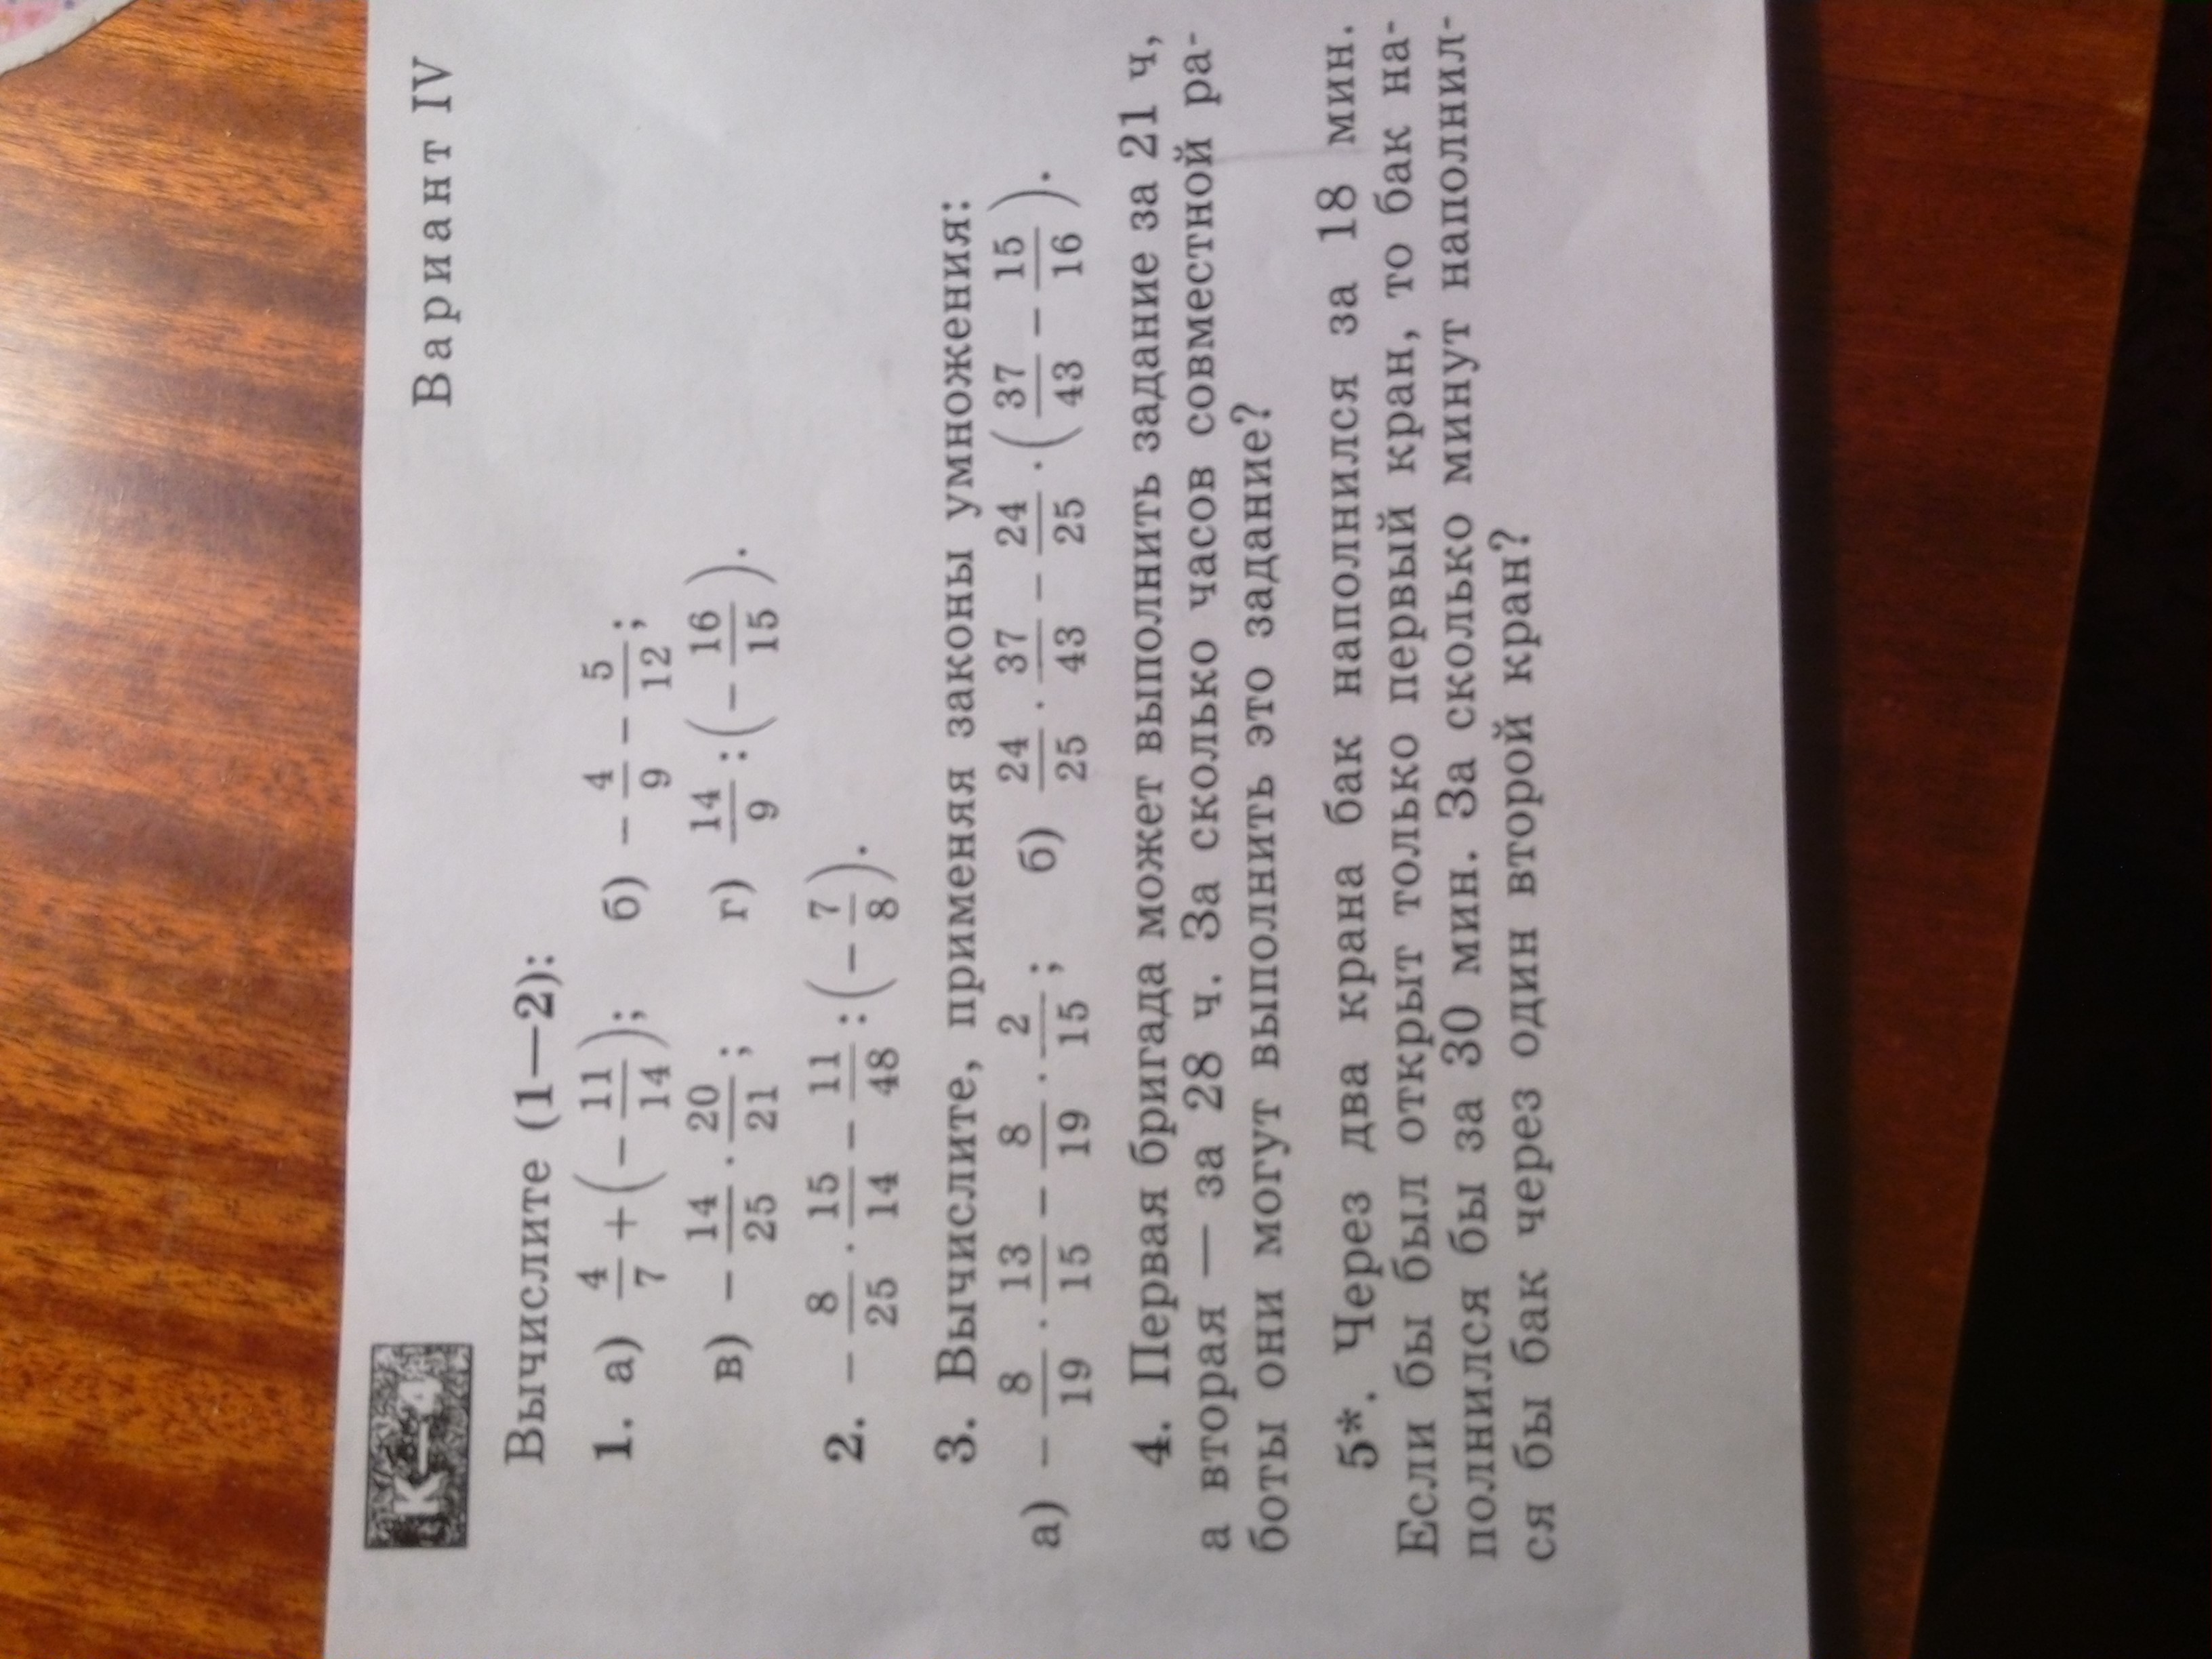 К–4
Вариант IV
Вычислите (1—2):
1. а) 4/7 + (− 11/14); б) − 4/9 − 5/12;
в) − 14/25 · 20/21; г) 14/9 : (− 16/15).
2. − 8/25 · 15/14 − 11/48 : (− 7/8).
3. Вычислите, применяя законы умножения:
а) − 8/19 · 13/15 − 8/19 · 2/15; б) 24/25 · 37/43 − 24/25 · (37/43 − 15/16).
4. Первая бригада может выполнить задание за 21 ч,
а вторая — за 28 ч. За сколько часов совместной ра-
боты они могут выполнить это задание?
5*. Через два крана бак наполнился за 18 мин.
Если бы был открыт только первый кран, то бак на-
полнился бы за 30 мин. За сколько минут наполнил-
ся бы бак через один второй кран?